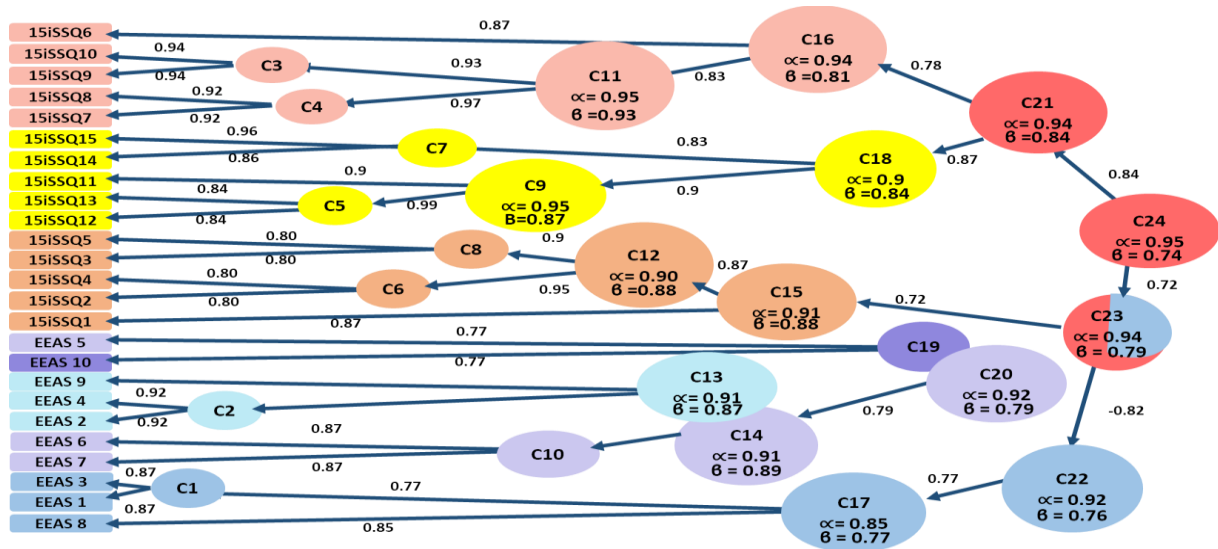 15iSSQ6
15iSSQ10
15iSSQ9
15iSSQ8
15iSSQ7
15iSSQ15
15iSSQ14
15iSSQ11
15iSSQ13
15iSSQ12
15iSSQ5
15iSSQ3
15iSSQ4
15iSSQ2
15iSSQ1
EEAS 5
EEAS 10
EEAS 9
EEAS 4
EEAS 2
EEAS 6
EEAS 7
EEAS 3
EEAS 1
EEAS 8
0.87
0.94
0.94
C3
0.93
0.92
0.92
C4
0.97
C11
∝= 0.95
ϐ =0.93
0.83
C16
∝= 0.94
ϐ =0.81
0.78
C21
∝= 0.94
ϐ =0.84
0.96
0.86
C7
0.83
C18
∝= 0.9
ϐ =0.84
0.87
0.9
0.84
0.84
C5
0.99
C9
∝= 0.95
B=0.87
0.9
0.84
C24
∝= 0.95
ϐ = 0.74
0.72
0.80
0.80
C8
0.9
0.80
0.80
C6
0.95
C12
∝= 0.90
ϐ =0.88
0.87
C15
∝= 0.91
ϐ =0.88
0.87
0.72
C23
∝= 0.94
ϐ = 0.79
0.77
0.77
C19
C20
∝= 0.92
ϐ = 0.79
0.79
C13
∝= 0.91
ϐ = 0.87
0.92
0.92
C2
C14
∝= 0.91
ϐ = 0.89
0.87
0.87
C10
-0.82
C22
∝= 0.92
ϐ = 0.76
0.77
0.87
0.87
C1
0.77
0.85
C17
∝= 0.85
ϐ = 0.77